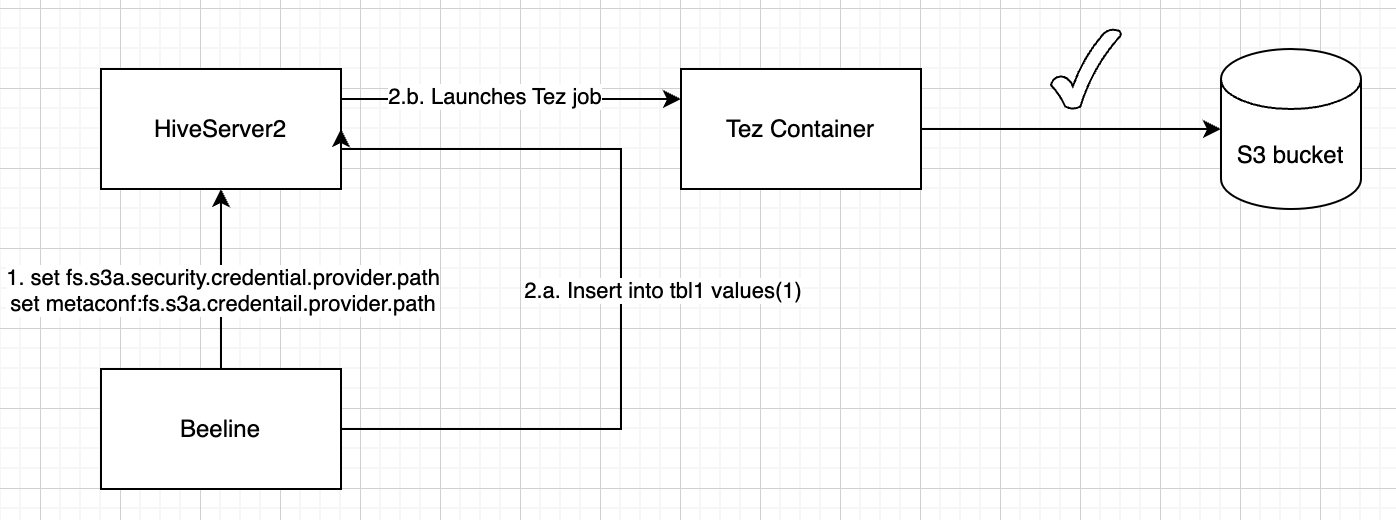 2.b. Launches Tez job
HiveServer2
Tez Container
S3 bucket
1. set fs.s3a.security.credential.provider.path
set metaconf:fs.s3a.credentail.provider.path
2.a. Insert into tbl1 values(1)
Beeline